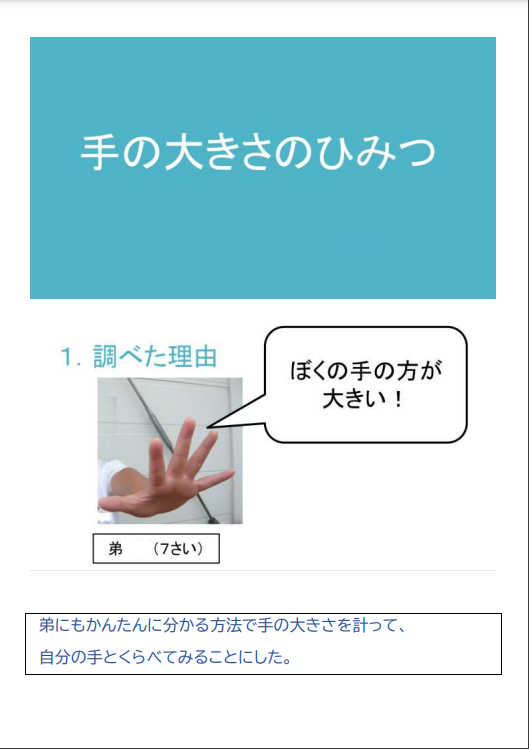 手の大きさのひみつ
１．調べた理由
ぼくの手の方が
大きい！
弟　（７さい）
弟にもかんたんに分かる方法で手の大きさを計って、
自分の手とくらべてみることにした。